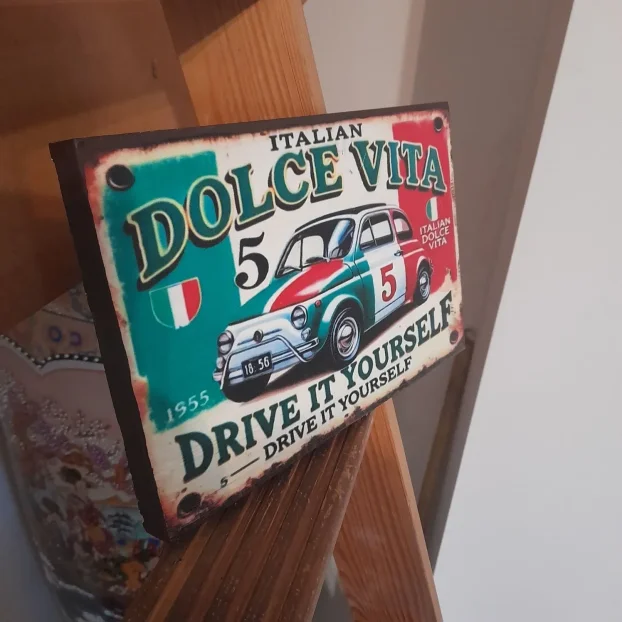 ITALIAN
DOLCE VITA
5
ITALIAN
DOLCE
VITA
5
18.56
1955
DRIVE IT YOURSELF
5 — DRIVE IT YOURSELF